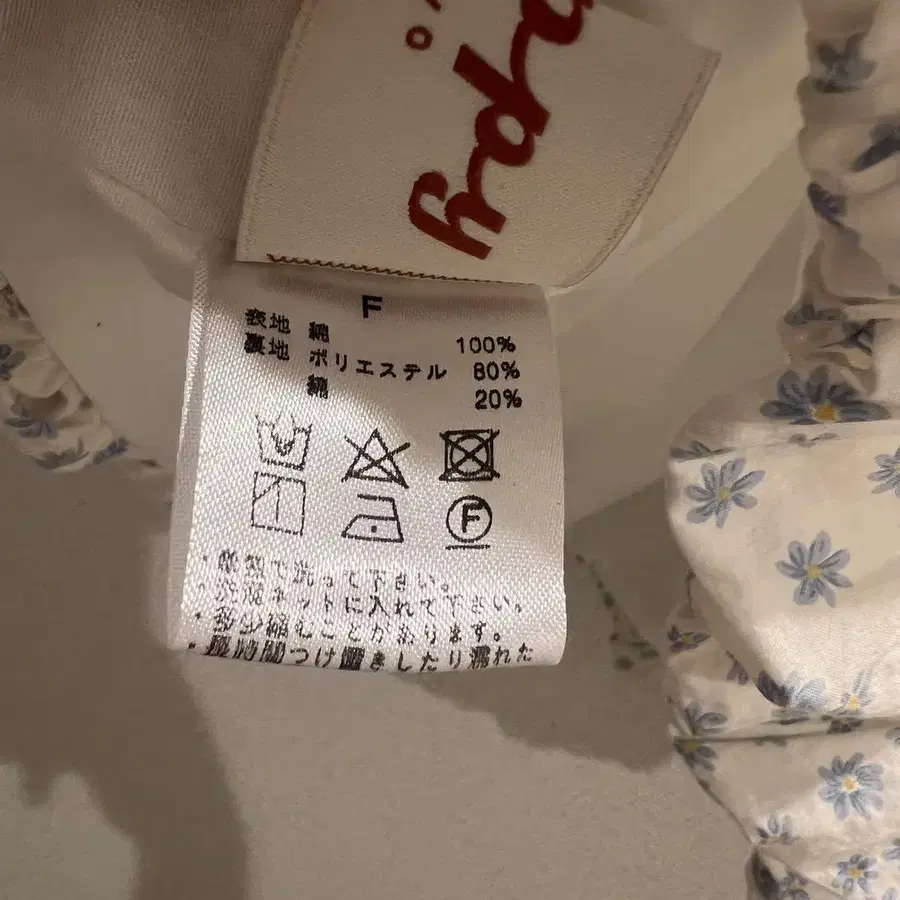 appy
o.
F
表地 綿 100%
裏地 ポリエステル 80%
綿 20%
F
・単独で洗って下さい。
・洗濯ネットに入れて下さい。
・多少縮むことがあります。
・長時間つけ置きしたり濡れた